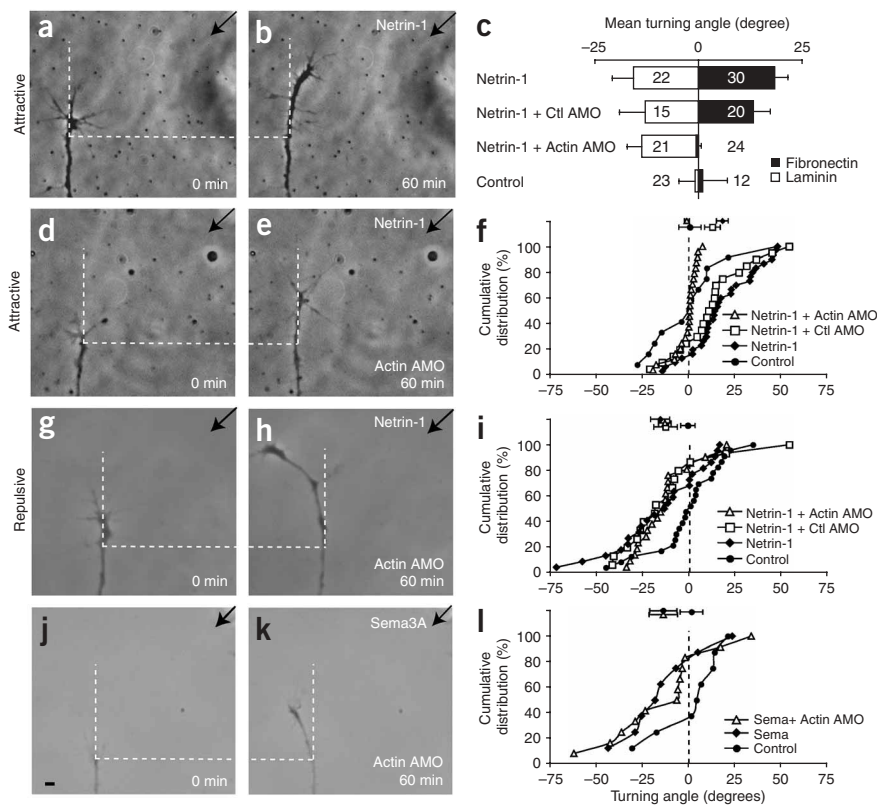 a
Attractive
0 min
b
Netrin-1
60 min
c
Mean turning angle (degree)
−25 0 25
Netrin-1 22 30
Netrin-1 + Ctl AMO 15 20
Netrin-1 + Actin AMO 21 24
Control 23 12
Fibronectin
Laminin
d
Attractive
0 min
e
Netrin-1
Actin AMO
60 min
f
Cumulative
distribution (%)
100
80
60
40
20
0
Netrin-1 + Actin AMO
Netrin-1 + Ctl AMO
Netrin-1
Control
−75 −50 −25 0 25 50 75
g
Repulsive
0 min
h
Netrin-1
Actin AMO
60 min
i
Cumulative
distribution (%)
100
80
60
40
20
0
Netrin-1 + Actin AMO
Netrin-1 + Ctl AMO
Netrin-1
Control
−75 −50 −25 0 25 50 75
j
0 min
k
Sema3A
Actin AMO
60 min
l
Cumulative
distribution (%)
100
80
60
40
20
0
Sema+ Actin AMO
Sema
Control
−75 −50 −25 0 25 50 75
Turning angle (degrees)